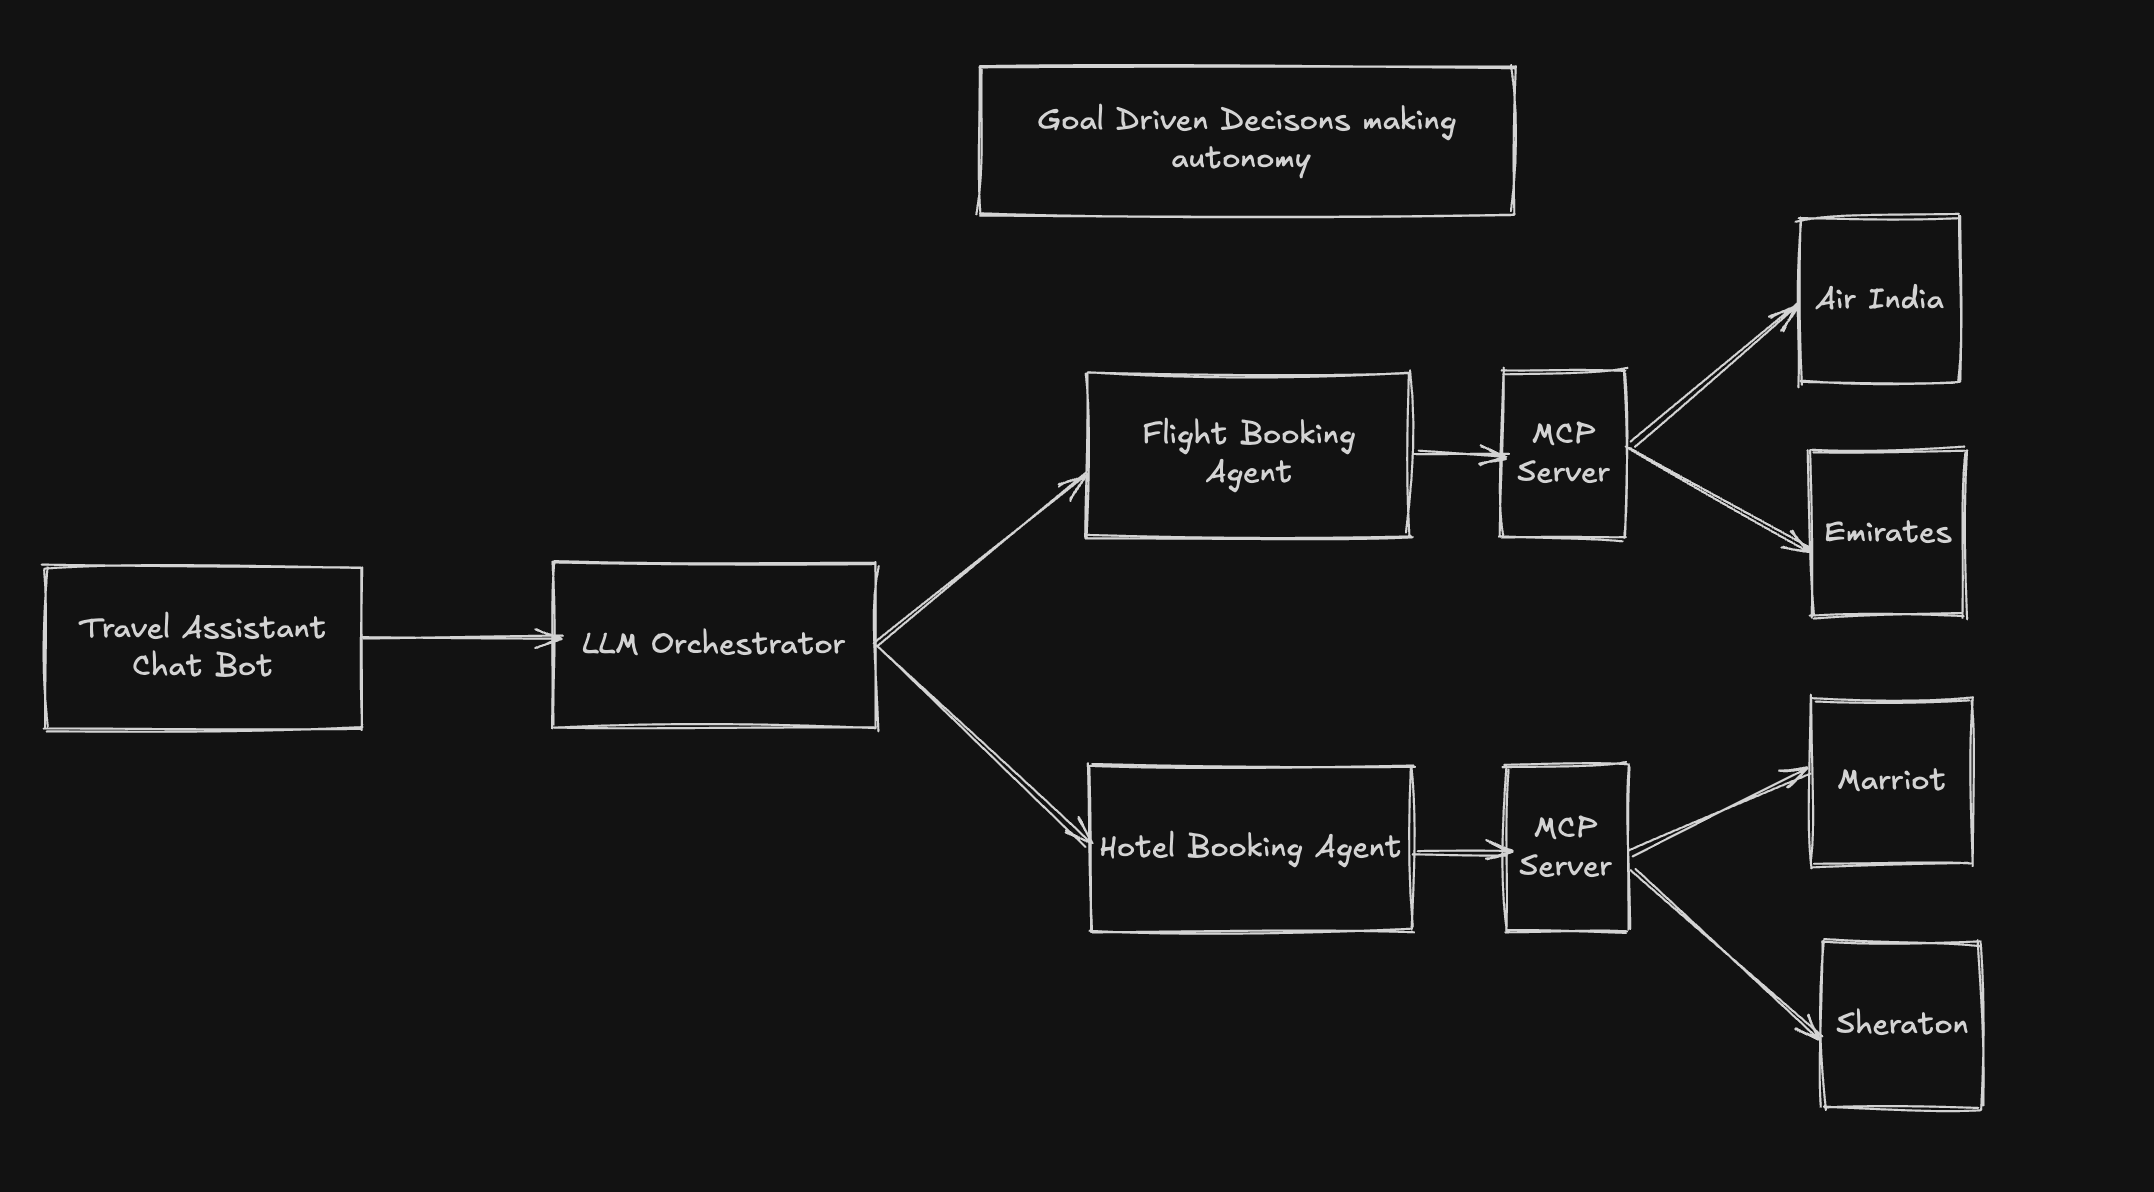 Goal Driven Decisons making
autonomy
Air India
Flight Booking
Agent
MCP
Server
Emirates
Travel Assistant
Chat Bot
LLM Orchestrator
Marriot
Hotel Booking Agent
MCP
Server
Sheraton